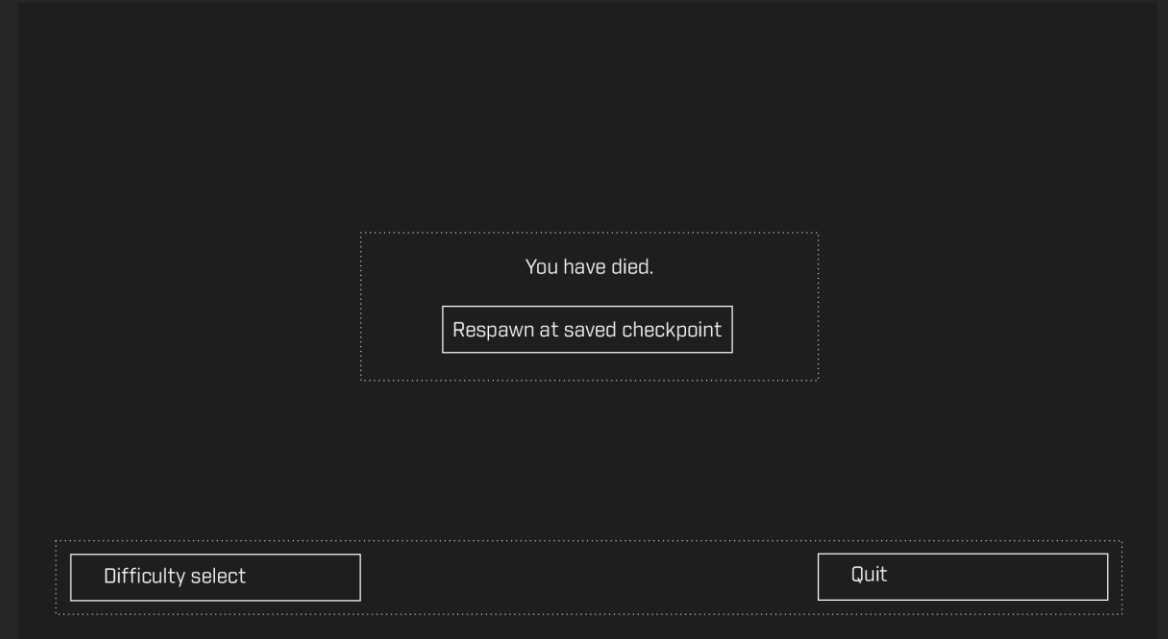 You have died.
Respawn at saved checkpoint
Difficulty select
Quit